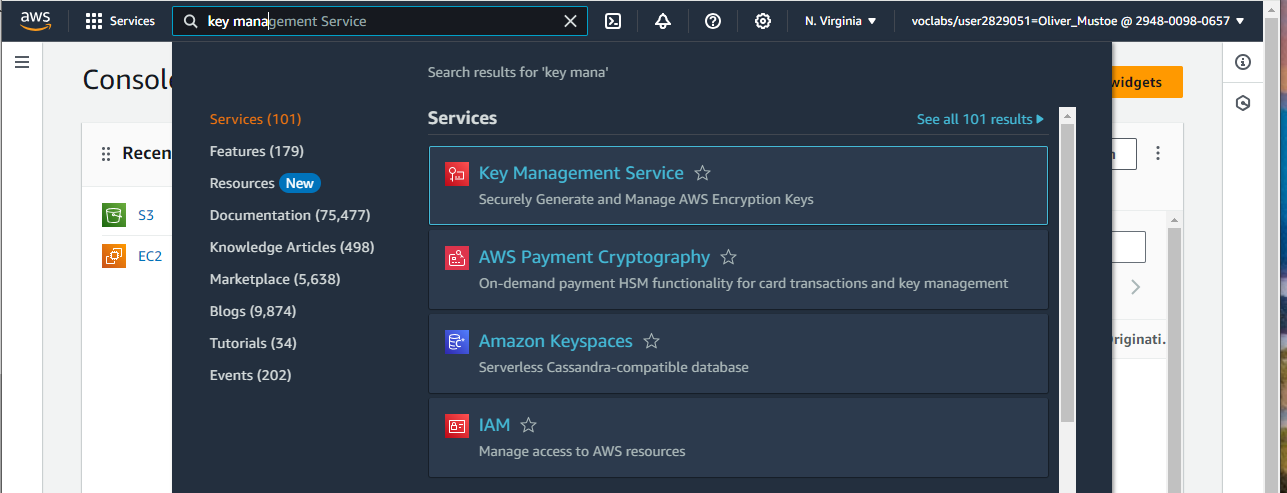 aws
Services
key management Service
N. Virginia
voclabs/user2829051=Oliver_Mustoe @ 2948-0098-0657
Search results for 'key mana'
widgets
Services (101)
Features (179)
Resources New
Documentation (75,477)
Knowledge Articles (498)
Marketplace (5,638)
Blogs (9,874)
Tutorials (34)
Events (202)
Services
See all 101 results
Key Management Service
Securely Generate and Manage AWS Encryption Keys
AWS Payment Cryptography
On-demand payment HSM functionality for card transactions and key management
Amazon Keyspaces
Serverless Cassandra-compatible database
IAM
Manage access to AWS resources
S3
EC2